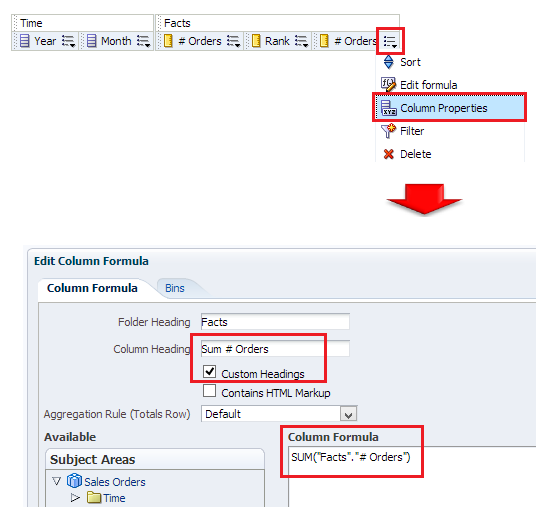 Time Facts
Year Month # Orders Rank # Orders
Sort
f(x) Edit formula
XYZ Column Properties
Filter
Delete
Edit Column Formula
Column Formula Bins
Folder Heading Facts
Column Heading Sum # Orders
Custom Headings
Contains HTML Markup
Aggregation Rule (Totals Row) Default
Available Column Formula
Subject Areas SUM("Facts"."# Orders")
Sales Orders
Time